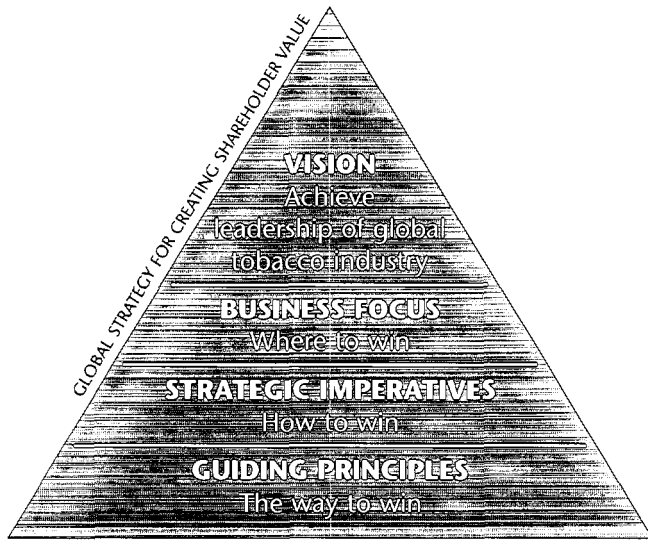 GLOBAL STRATEGY FOR CREATING SHAREHOLDER VALUE
VISION
Achieve
leadership of global
tobacco industry
BUSINESS FOCUS
Where to win
STRATEGIC IMPERATIVES
How to win
GUIDING PRINCIPLES
The way to win